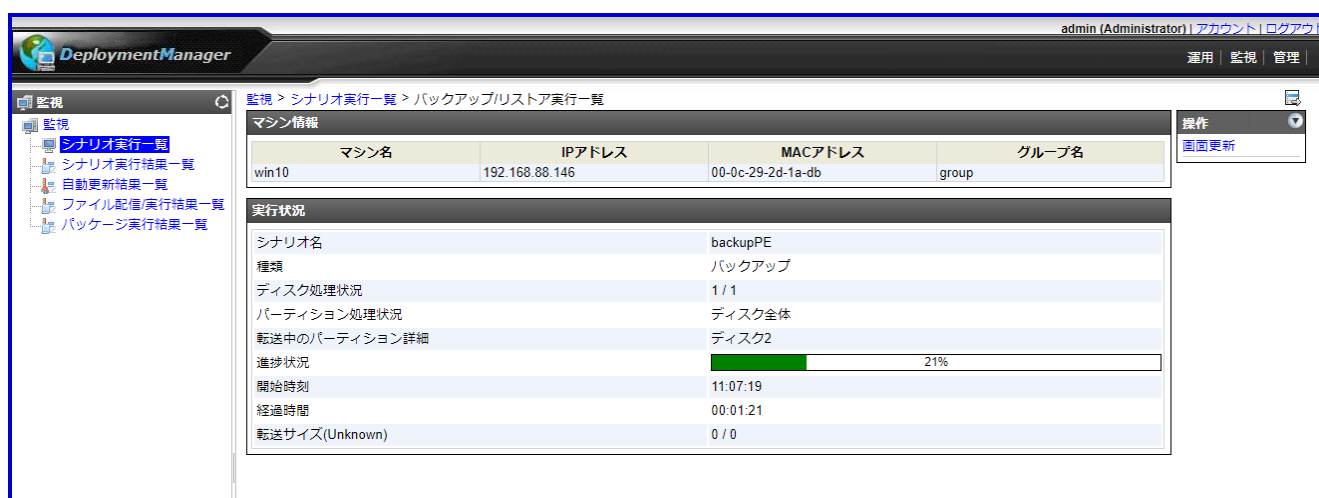 admin (Administrator) | アカウント | ログアウト
DeploymentManager
運用 | 監視 | 管理 |
監視
監視
シナリオ実行一覧
シナリオ実行結果一覧
自動更新結果一覧
ファイル配信/実行結果一覧
パッケージ実行結果一覧
監視 > シナリオ実行一覧 > バックアップ/リストア実行一覧
マシン情報
マシン名 IPアドレス MACアドレス グループ名
win10 192.168.88.146 00-0c-29-2d-1a-db group
実行状況
シナリオ名 backupPE
種類 バックアップ
ディスク処理状況 1 / 1
パーティション処理状況 ディスク全体
転送中のパーティション詳細 ディスク2
進捗状況 21%
開始時刻 11:07:19
経過時間 00:01:21
転送サイズ(Unknown) 0 / 0
操作
画面更新